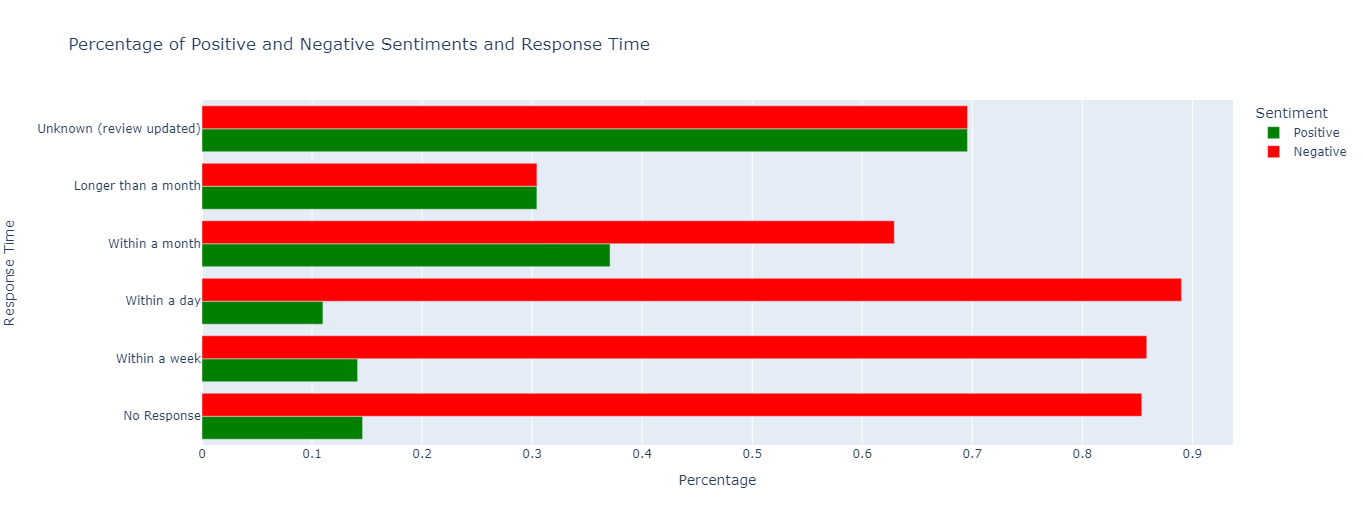 Percentage of Positive and Negative Sentiments and Response Time
Sentiment
Positive
Negative
Response Time
Unknown (review updated)
Longer than a month
Within a month
Within a day
Within a week
No Response
0 0.1 0.2 0.3 0.4 0.5 0.6 0.7 0.8 0.9
Percentage